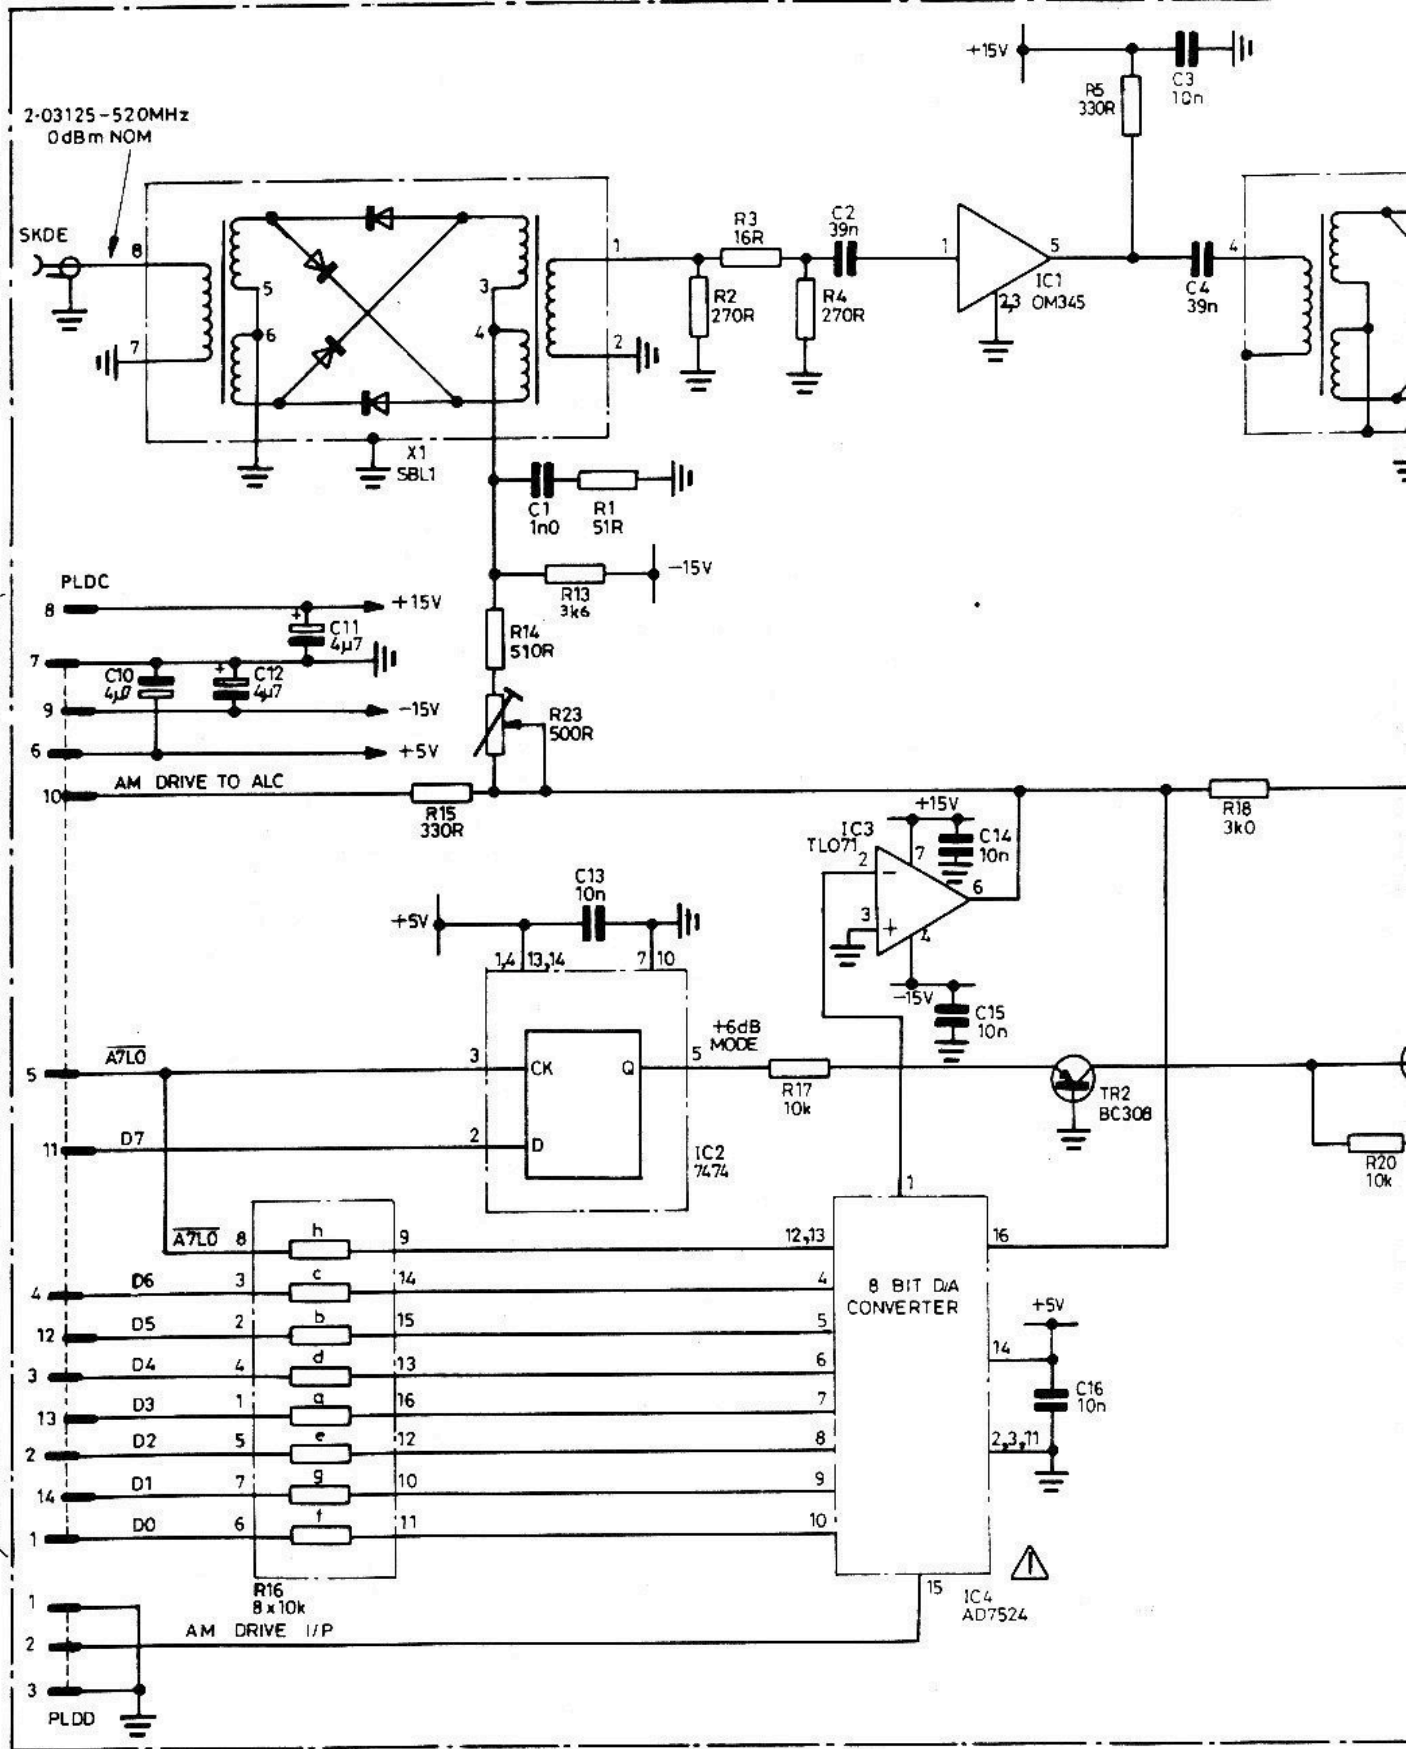 +15V
C3
10n
R5
330R
2·03125-520MHz
0dBm NOM
SKDE
8
7
5
6
3
4
1
2
X1
SBL1
R3
16R
C2
39n
R2
270R
R4
270R
1
5
2,3
IC1
OM345
C4
39n
4
C1
1n0
R1
51R
R13
3k6
-15V
R14
510R
R23
500R
PLDC
8
+15V
C11
4µ7
7
C10
C12
4µ7
9
-15V
6
+5V
10
AM DRIVE TO ALC
R15
330R
R18
3k0
IC3
TL071
+15V
C14
10n
2
7
-
6
3
+
4
-15V
C15
10n
+5V
C13
10n
1,4 13,14
7 10
5
A7L0
3
CK
Q
5
+6dB
MODE
R17
10k
TR2
BC308
R20
10k
11
D7
2
D
IC2
7474
1
A7L0
8
h
9
12,13
16
4
D6
3
c
14
4
8 BIT D/A
CONVERTER
12
D5
2
b
15
5
+5V
14
3
D4
4
d
13
6
C16
10n
13
D3
1
a
16
7
2
D2
5
e
12
8
2,3,11
14
D1
7
g
10
9
1
D0
6
f
11
10
R16
8x10k
15
IC4
AD7524
1
2
AM DRIVE I/P
3
PLDD